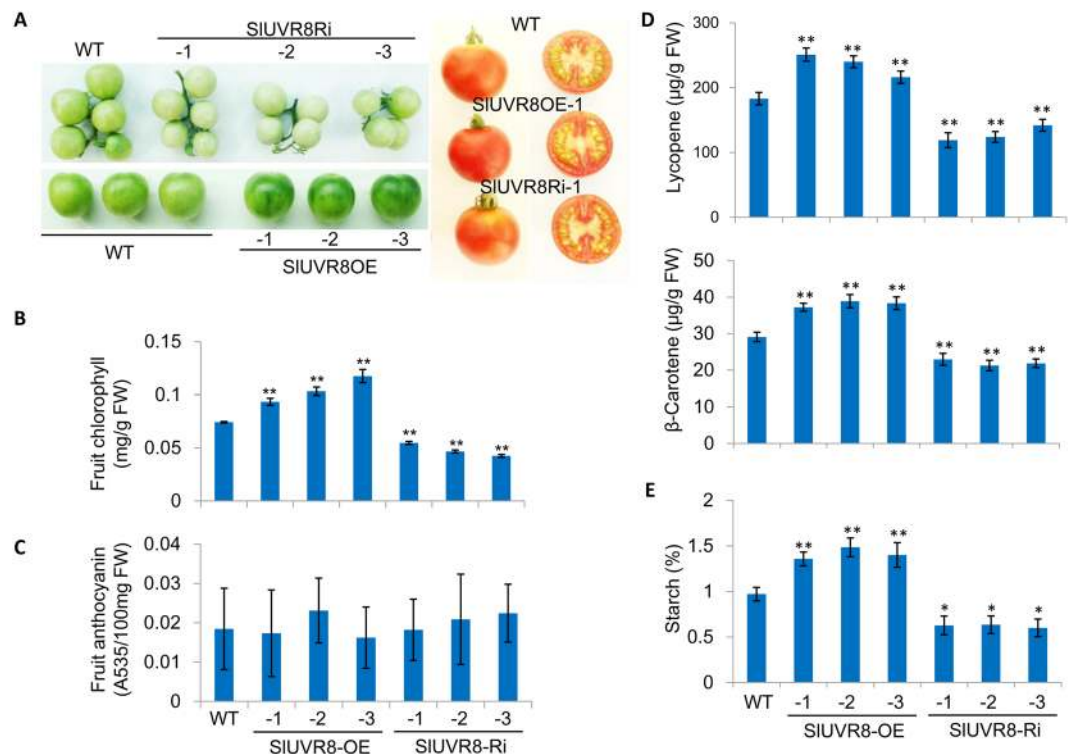 A
SlUVR8Ri
WT -1 -2 -3
WT
SlUVR8OE-1
SlUVR8Ri-1
-1 -2 -3
WT
SlUVR8OE
B
Fruit chlorophyll
(mg/g FW)
0.15
0.1
0.05
0
** ** ** ** ** **
C
Fruit anthocyanin
(A535/100mg FW)
0.04
0.03
0.02
0.01
0
WT -1 -2 -3 -1 -2 -3
SlUVR8-OE SlUVR8-Ri
D
Lycopene (µg/g FW)
300
200
100
0
** ** ** ** ** **
β-Carotene (µg/g FW)
50
40
30
20
10
0
** ** ** ** ** **
E
Starch (%)
2
1.5
1
0.5
0
** ** ** * * *
WT -1 -2 -3 -1 -2 -3
SlUVR8-OE SlUVR8-Ri